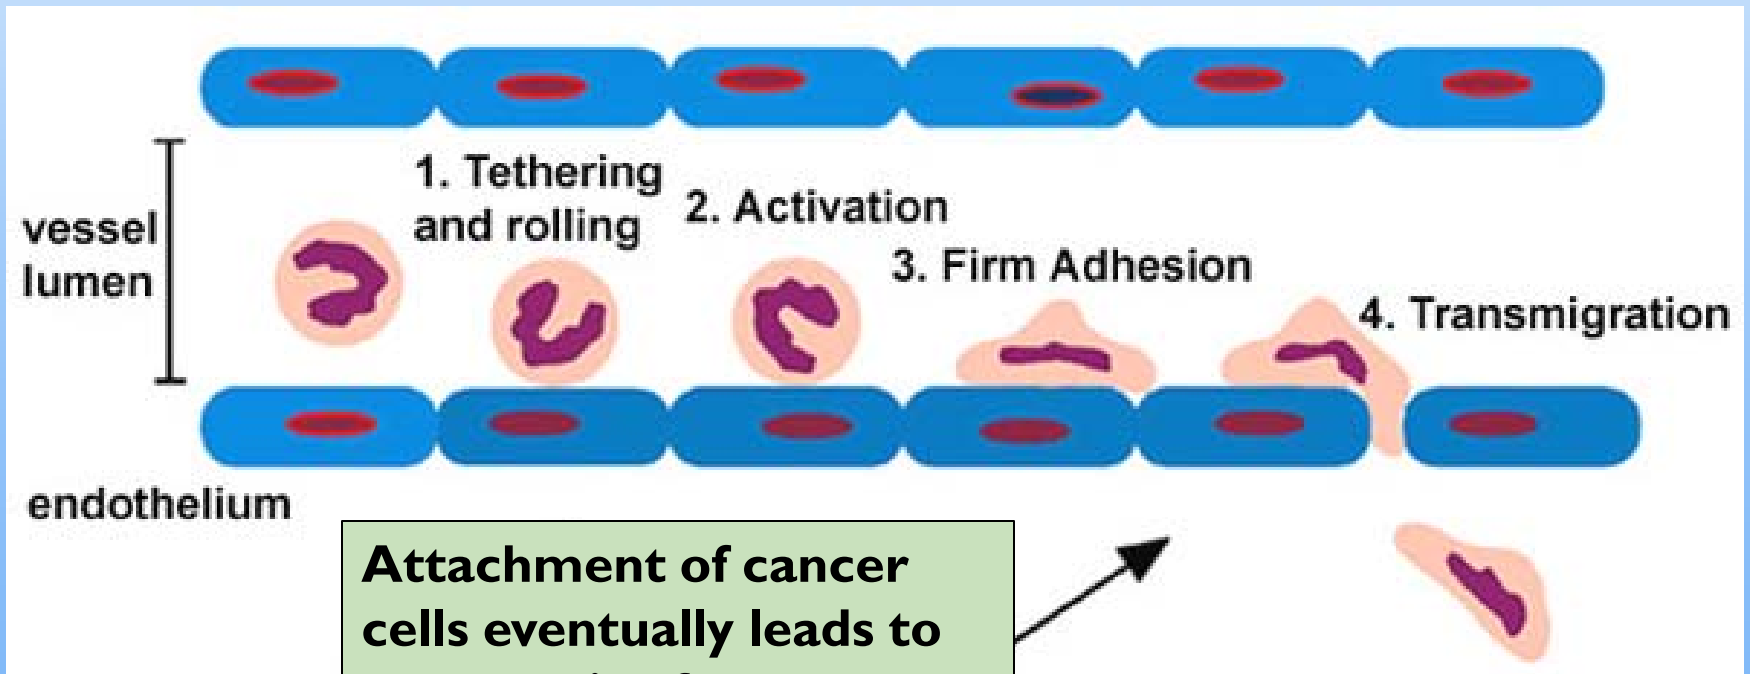 1. Tethering
and rolling
2. Activation
3. Firm Adhesion
4. Transmigration
vessel
lumen
endothelium
Attachment of cancer
cells eventually leads to